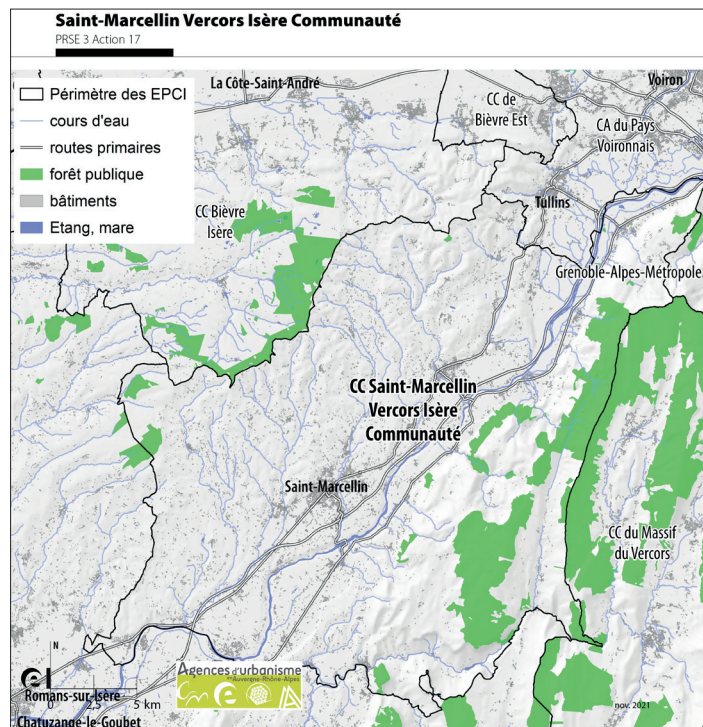 Saint-Marcellin Vercors Isère Communauté
PRSE 3 Action 17
Périmètre des EPCI
cours d'eau
routes primaires
forêt publique
bâtiments
Etang, mare
La Côte-Saint-André
Voiron
CC de
Bièvre Est
CA du Pays
Voironnais
CC Bièvre
Isère
Tullins
Grenoble-Alpes-Métropole
CC Saint-Marcellin
Vercors Isère
Communauté
Saint-Marcellin
CC du Massif
du Vercors
N
Agences d'urbanisme
en Auvergne-Rhône-Alpes
Romans-sur-Isère
0 2,5 5 km
nov. 2021
Chatuzange-le-Goubet